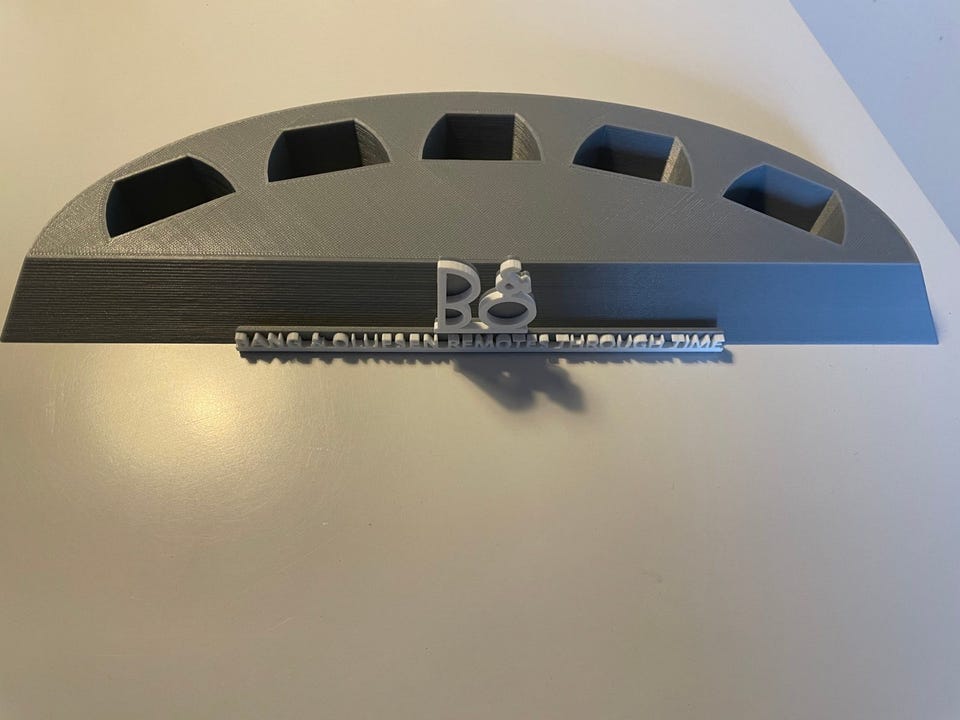 B&O
BANG & OLUFSEN REMOTES THROUGH TIME